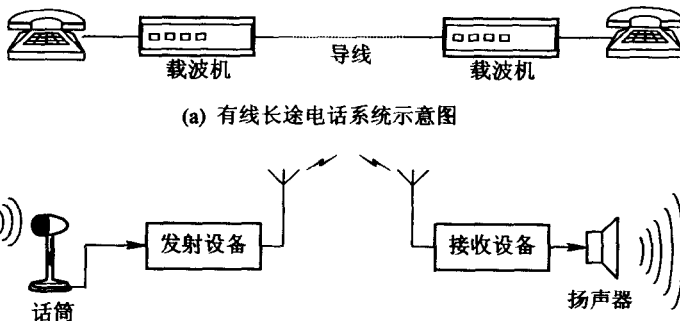 导线
载波机 载波机
(a) 有线长途电话系统示意图
发射设备 接收设备
话筒 扬声器